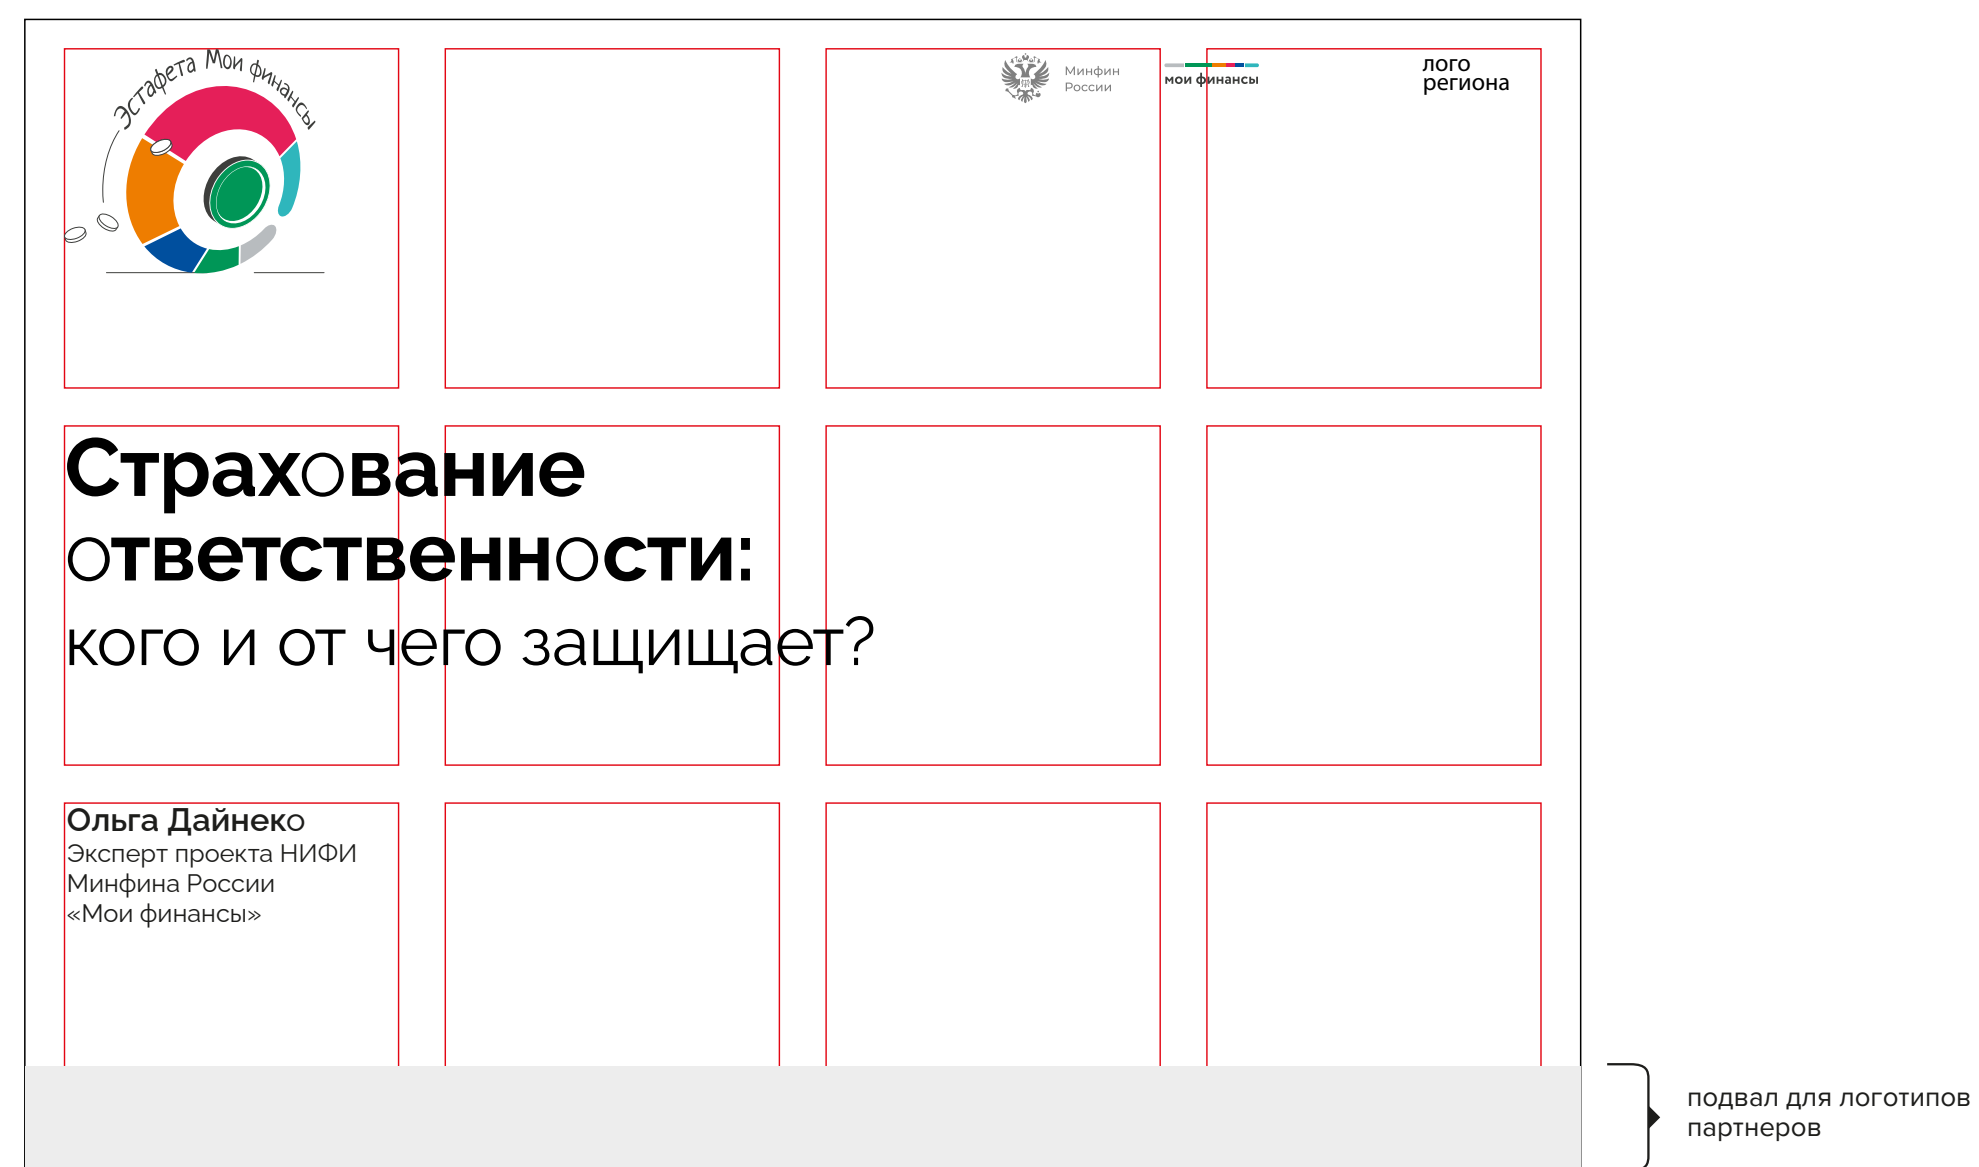 Эстафета Мои финансы
Минфин
России
мои финансы
лого
региона
Страхование
ответственности:
кого и от чего защищает?
Ольга Дайнеко
Эксперт проекта НИФИ
Минфина России
«Мои финансы»
подвал для логотипов
партнеров